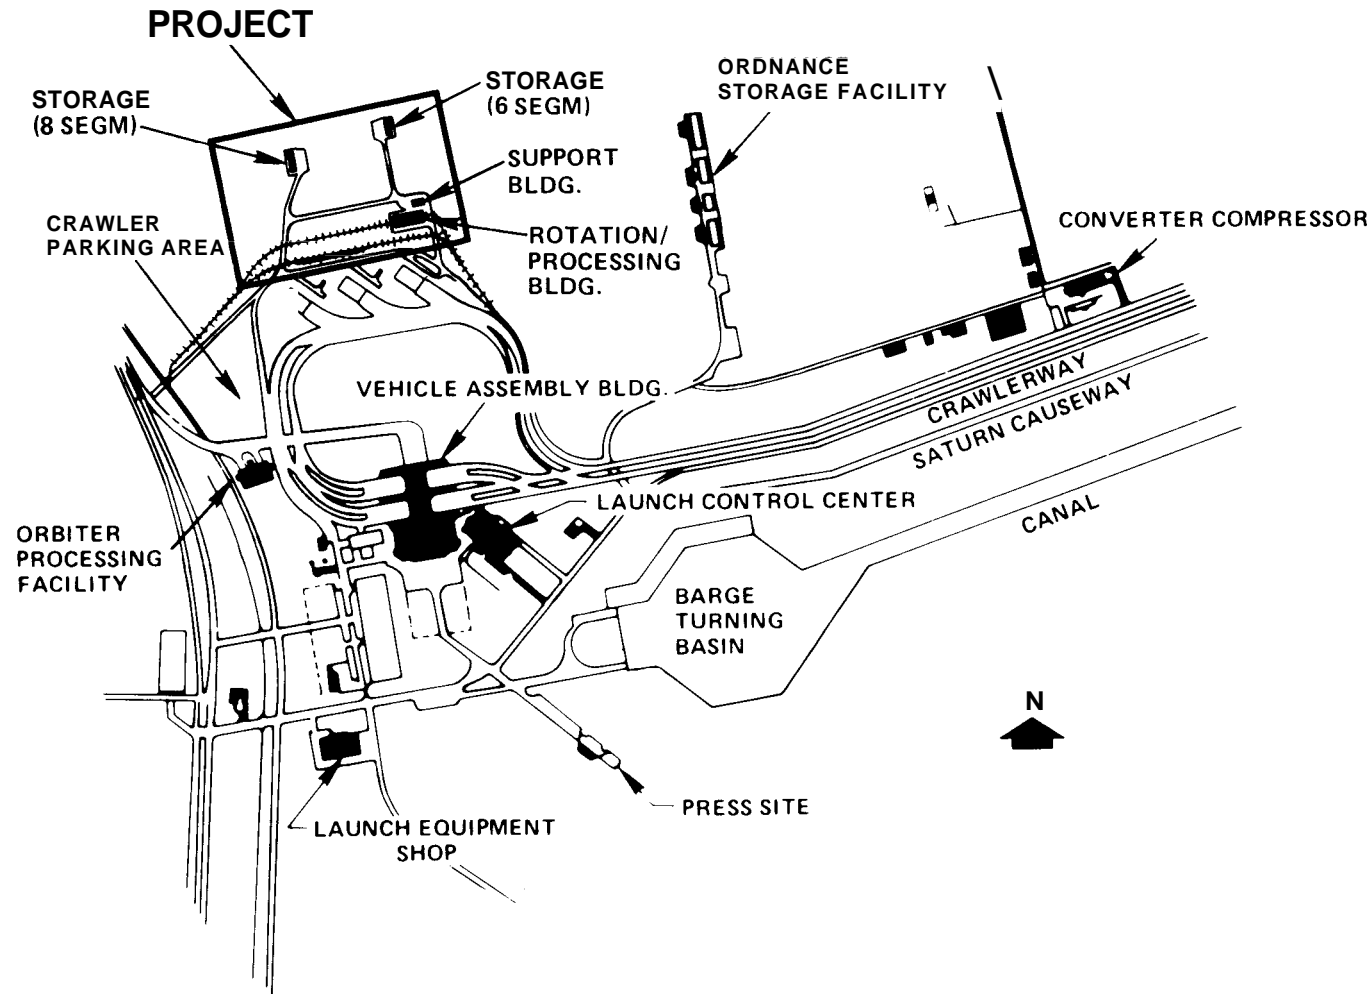 PROJECT
STORAGE
(8 SEGM)
STORAGE
(6 SEGM)
ORDNANCE
STORAGE FACILITY
SUPPORT
BLDG.
CRAWLER
PARKING AREA
ROTATION/
PROCESSING
BLDG.
CONVERTER COMPRESSOR
VEHICLE ASSEMBLY BLDG.
CRAWLERWAY
SATURN CAUSEWAY
LAUNCH CONTROL CENTER
CANAL
ORBITER
PROCESSING
FACILITY
BARGE
TURNING
BASIN
N
PRESS SITE
LAUNCH EQUIPMENT
SHOP